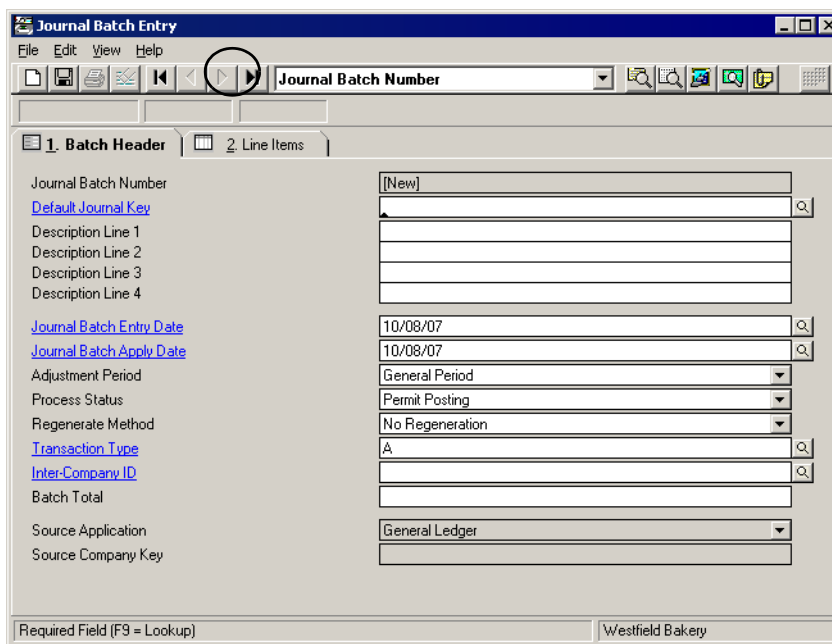 Journal Batch Entry
File Edit View Help
Journal Batch Number
1. Batch Header 2. Line Items
Journal Batch Number [New]
Default Journal Key
Description Line 1
Description Line 2
Description Line 3
Description Line 4
Journal Batch Entry Date 10/08/07
Journal Batch Apply Date 10/08/07
Adjustment Period General Period
Process Status Permit Posting
Regenerate Method No Regeneration
Transaction Type A
Inter-Company ID
Batch Total
Source Application General Ledger
Source Company Key
Required Field (F9 = Lookup) Westfield Bakery